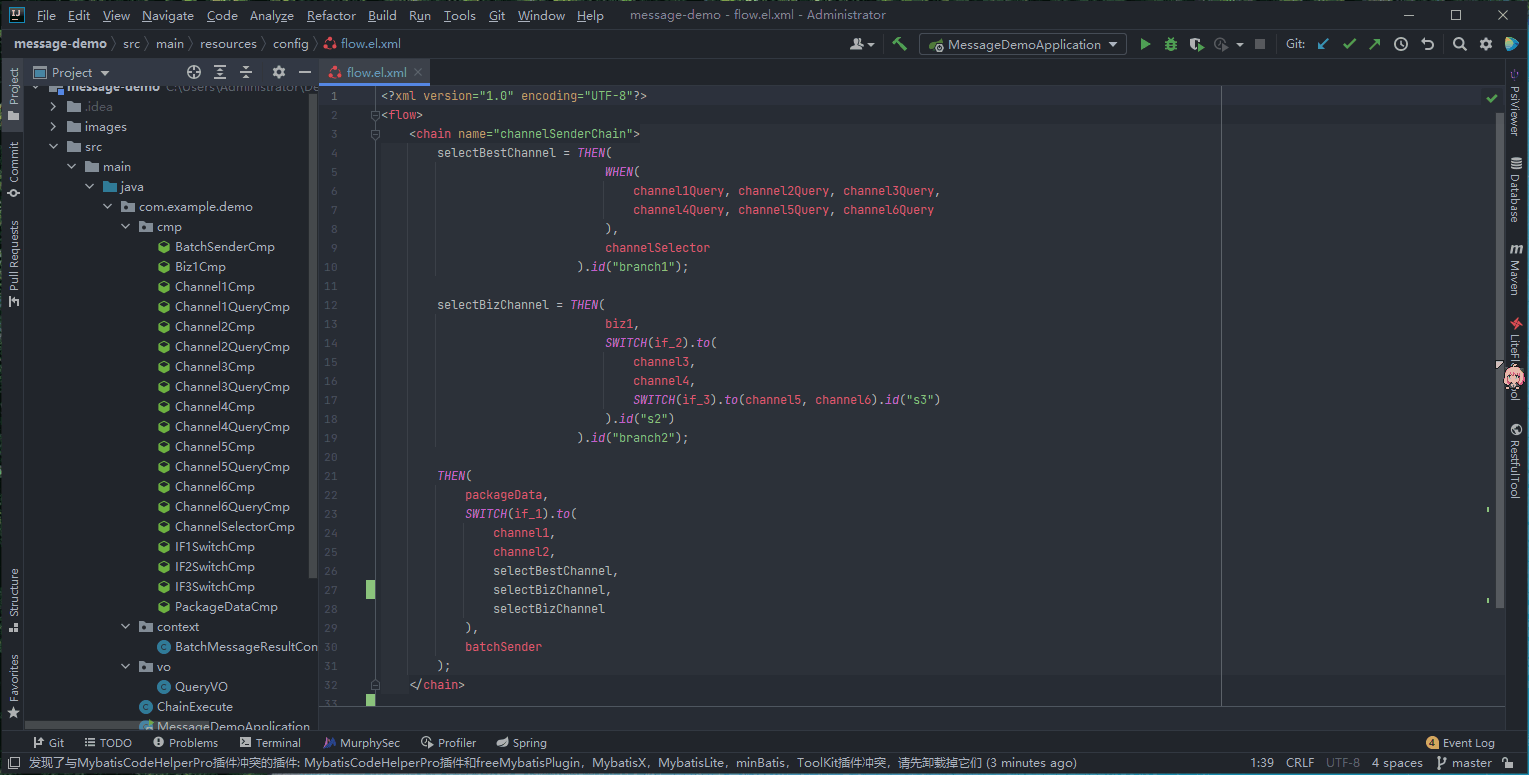 File Edit View Navigate Code Analyze Refactor Build Run Tools Git Window Help message-demo - flow.el.xml - Administrator
message-demo src main resources config flow.el.xml MessageDemoApplication Git:
Project flow.el.xml
message-demo C:\Users\Administrator\De
.idea
images
src
main
java
com.example.demo
cmp
BatchSenderCmp
Biz1Cmp
Channel1Cmp
Channel1QueryCmp
Channel2Cmp
Channel2QueryCmp
Channel3Cmp
Channel3QueryCmp
Channel4Cmp
Channel4QueryCmp
Channel5Cmp
Channel5QueryCmp
Channel6Cmp
Channel6QueryCmp
ChannelSelectorCmp
IF1SwitchCmp
IF2SwitchCmp
IF3SwitchCmp
PackageDataCmp
context
BatchMessageResultCon
vo
QueryVO
ChainExecute
MessageDemoApplication
1 <?xml version="1.0" encoding="UTF-8"?>
2 <flow>
3 <chain name="channelSenderChain">
4 selectBestChannel = THEN(
5 WHEN(
6 channel1Query, channel2Query, channel3Query,
7 channel4Query, channel5Query, channel6Query
8 ),
9 channelSelector
10 ).id("branch1");
11
12 selectBizChannel = THEN(
13 biz1,
14 SWITCH(if_2).to(
15 channel3,
16 channel4,
17 SWITCH(if_3).to(channel5, channel6).id("s3")
18 ).id("s2")
19 ).id("branch2");
20
21 THEN(
22 packageData,
23 SWITCH(if_1).to(
24 channel1,
25 channel2,
26 selectBestChannel,
27 selectBizChannel,
28 selectBizChannel
29 ),
30 batchSender
31 );
32 </chain>
33
Project
Commit
Pull Requests
Structure
Favorites
PsiViewer
Database
Maven
RestfulTool
Git TODO Problems Terminal MurphySec Profiler Spring 4 Event Log
发现了与MybatisCodeHelperPro插件冲突的插件: MybatisCodeHelperPro插件和freeMybatisPlugin，MybatisX，MybatisLite，minBatis，ToolKit插件冲突，请先卸载掉它们 (3 minutes ago) 1:39 CRLF UTF-8 4 spaces master